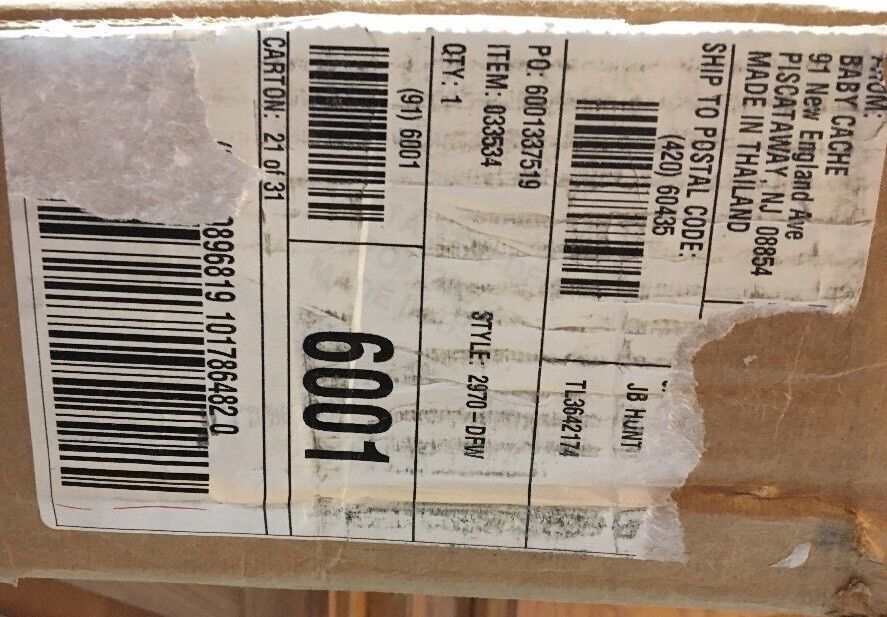 BABY CACHE
91 New England Ave
PISCATAWAY, NJ 08854
MADE IN THAILAND
SHIP TO POSTAL CODE:
(420) 60435
JB HUNT
TL3642174
PO: 6001337519
ITEM: 033534
QTY: 1
STYLE: 2970-DFW
(91) 6001
6001
CARTON: 21 of 31
896819 101786482 0